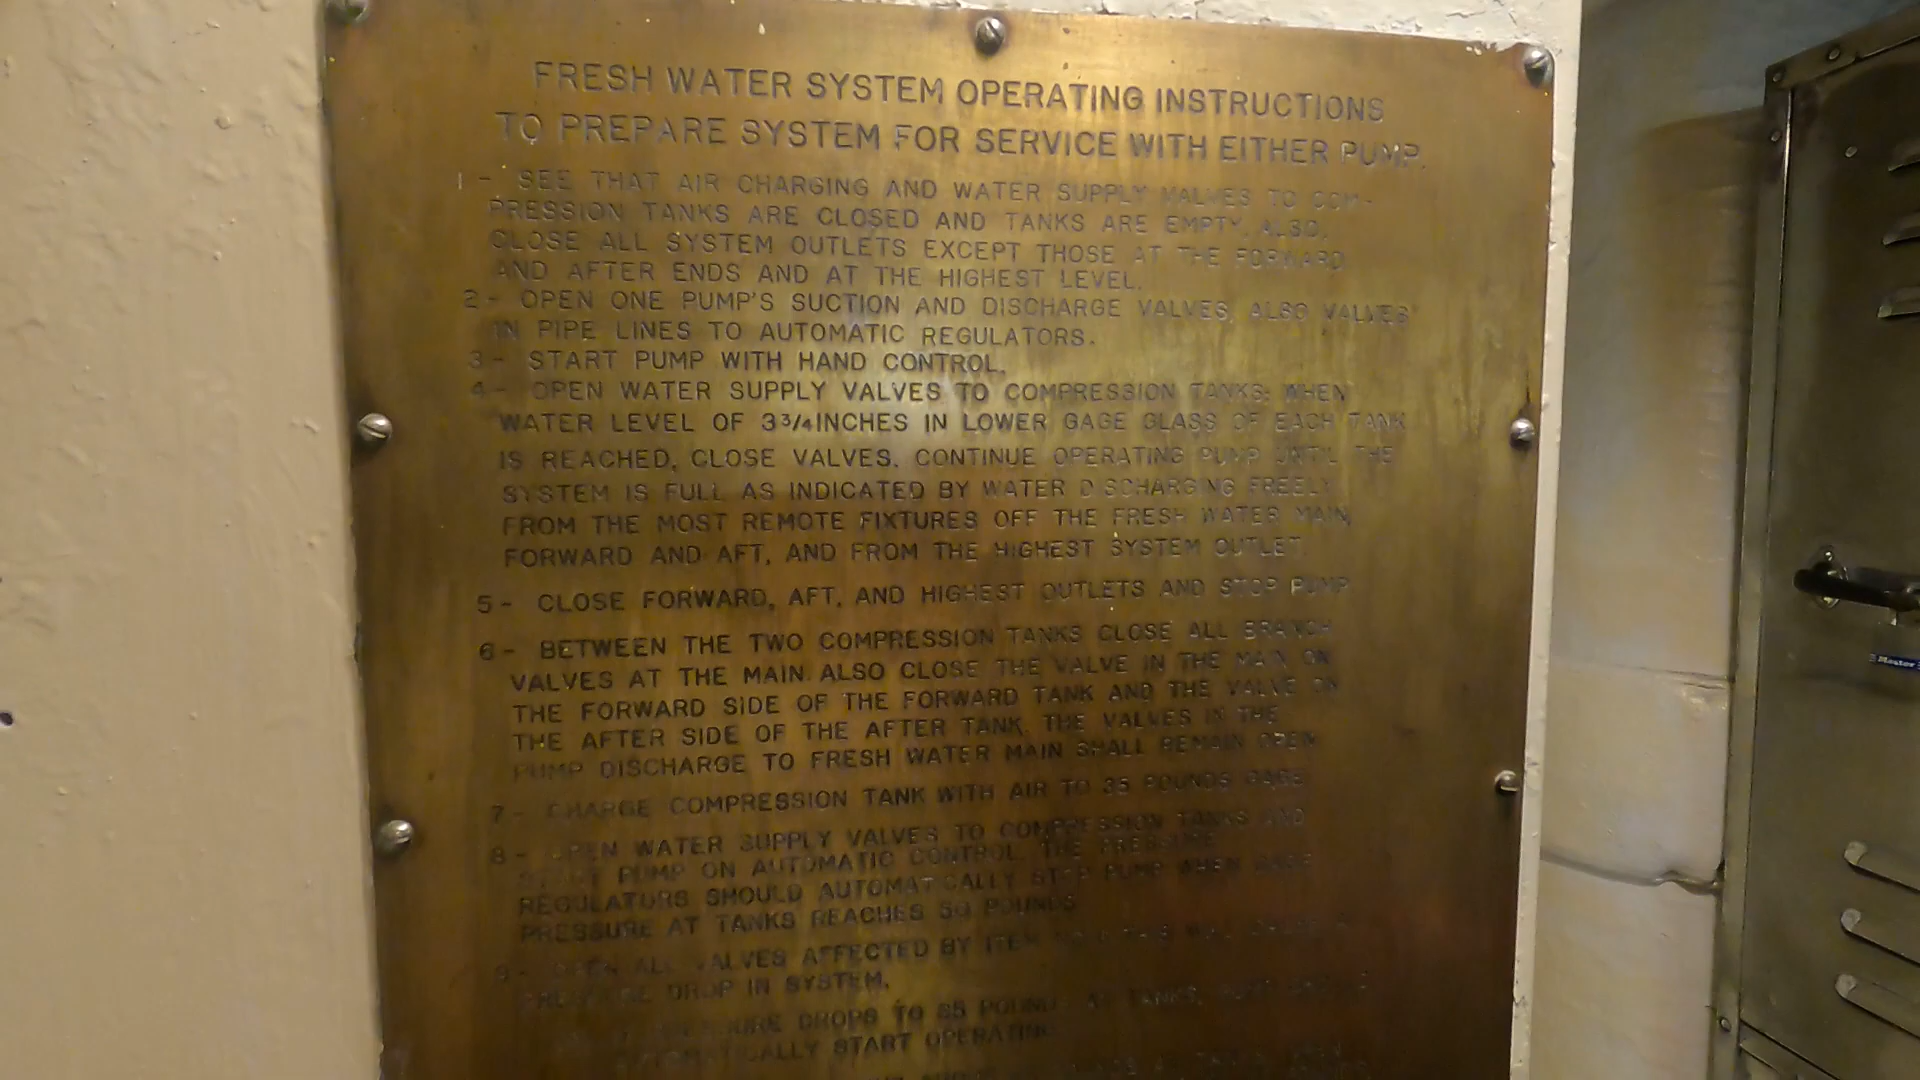 FRESH WATER SYSTEM OPERATING INSTRUCTIONS
TO PREPARE SYSTEM FOR SERVICE WITH EITHER PUMP.
1- SEE THAT AIR CHARGING AND WATER SUPPLY VALVES TO COM-
PRESSION TANKS ARE CLOSED AND TANKS ARE EMPTY. ALSO,
CLOSE ALL SYSTEM OUTLETS EXCEPT THOSE AT THE FORWARD
AND AFTER ENDS AND AT THE HIGHEST LEVEL.
2- OPEN ONE PUMP'S SUCTION AND DISCHARGE VALVES, ALSO VALVES
IN PIPE LINES TO AUTOMATIC REGULATORS.
3- START PUMP WITH HAND CONTROL.
4- OPEN WATER SUPPLY VALVES TO COMPRESSION TANKS; WHEN
WATER LEVEL OF 3 3/4 INCHES IN LOWER GAGE GLASS OF EACH TANK
IS REACHED, CLOSE VALVES. CONTINUE OPERATING PUMP UNTIL THE
SYSTEM IS FULL AS INDICATED BY WATER DISCHARGING FREELY
FROM THE MOST REMOTE FIXTURES OFF THE FRESH WATER MAIN,
FORWARD AND AFT, AND FROM THE HIGHEST SYSTEM OUTLET.
5- CLOSE FORWARD, AFT, AND HIGHEST OUTLETS AND STOP PUMP
6- BETWEEN THE TWO COMPRESSION TANKS CLOSE ALL BRANCH
VALVES AT THE MAIN. ALSO CLOSE THE VALVE IN THE MAIN ON
THE FORWARD SIDE OF THE FORWARD TANK AND THE VALVE ON
THE AFTER SIDE OF THE AFTER TANK. THE VALVES IN THE
PUMP DISCHARGE TO FRESH WATER MAIN SHALL REMAIN OPEN
7- CHARGE COMPRESSION TANK WITH AIR TO 35 POUNDS GAGE
8- OPEN WATER SUPPLY VALVES TO COMPRESSION TANKS AND
START PUMP ON AUTOMATIC CONTROL. THE PRESSURE
REGULATORS SHOULD AUTOMATICALLY STOP PUMP WHEN GAGE
PRESSURE AT TANKS REACHES 50 POUNDS
9- OPEN ALL VALVES AFFECTED BY ITEM
PRESSURE DROP IN SYSTEM.
DROPS TO 35 POUNDS AT TANKS,
AUTOMATICALLY START OPERATING
Master